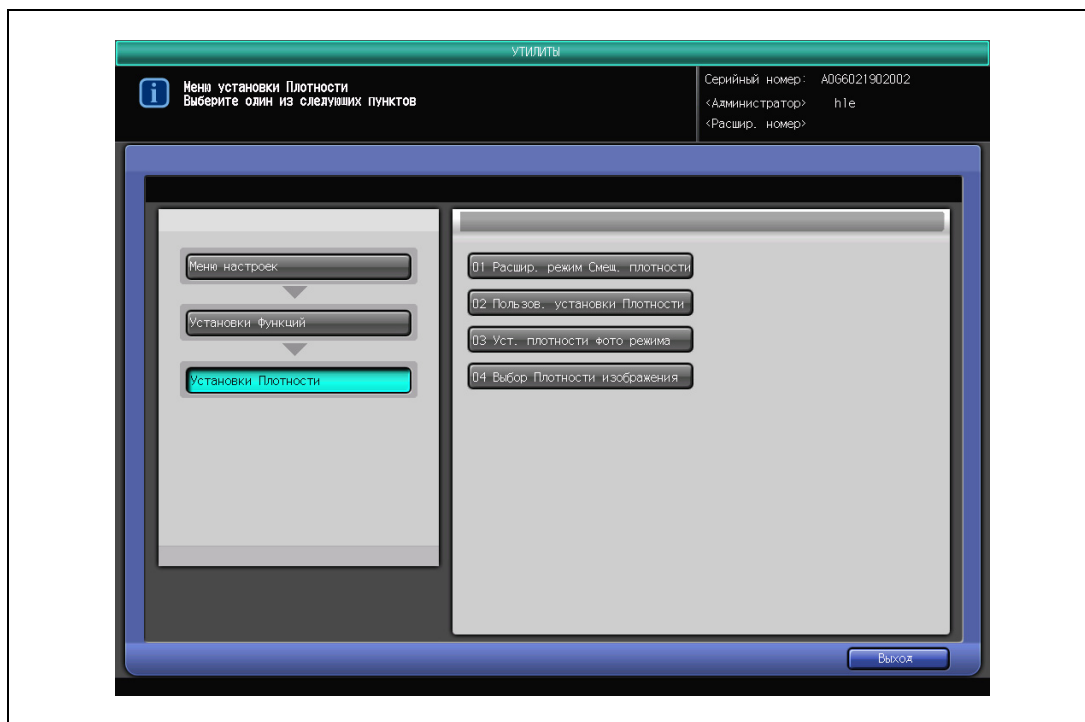 УТИЛИТЫ
Меню установки Плотности
Выберите один из следующих пунктов
Серийный номер: A0G6021902002
<Администратор> hle
<Расшир. номер>
Меню настроек
Установки Функций
Установки Плотности
01 Расшир. режим Смещ. плотности
02 Пользов. установки Плотности
03 Уст. плотности фото режима
04 Выбор Плотности изображения
Выход